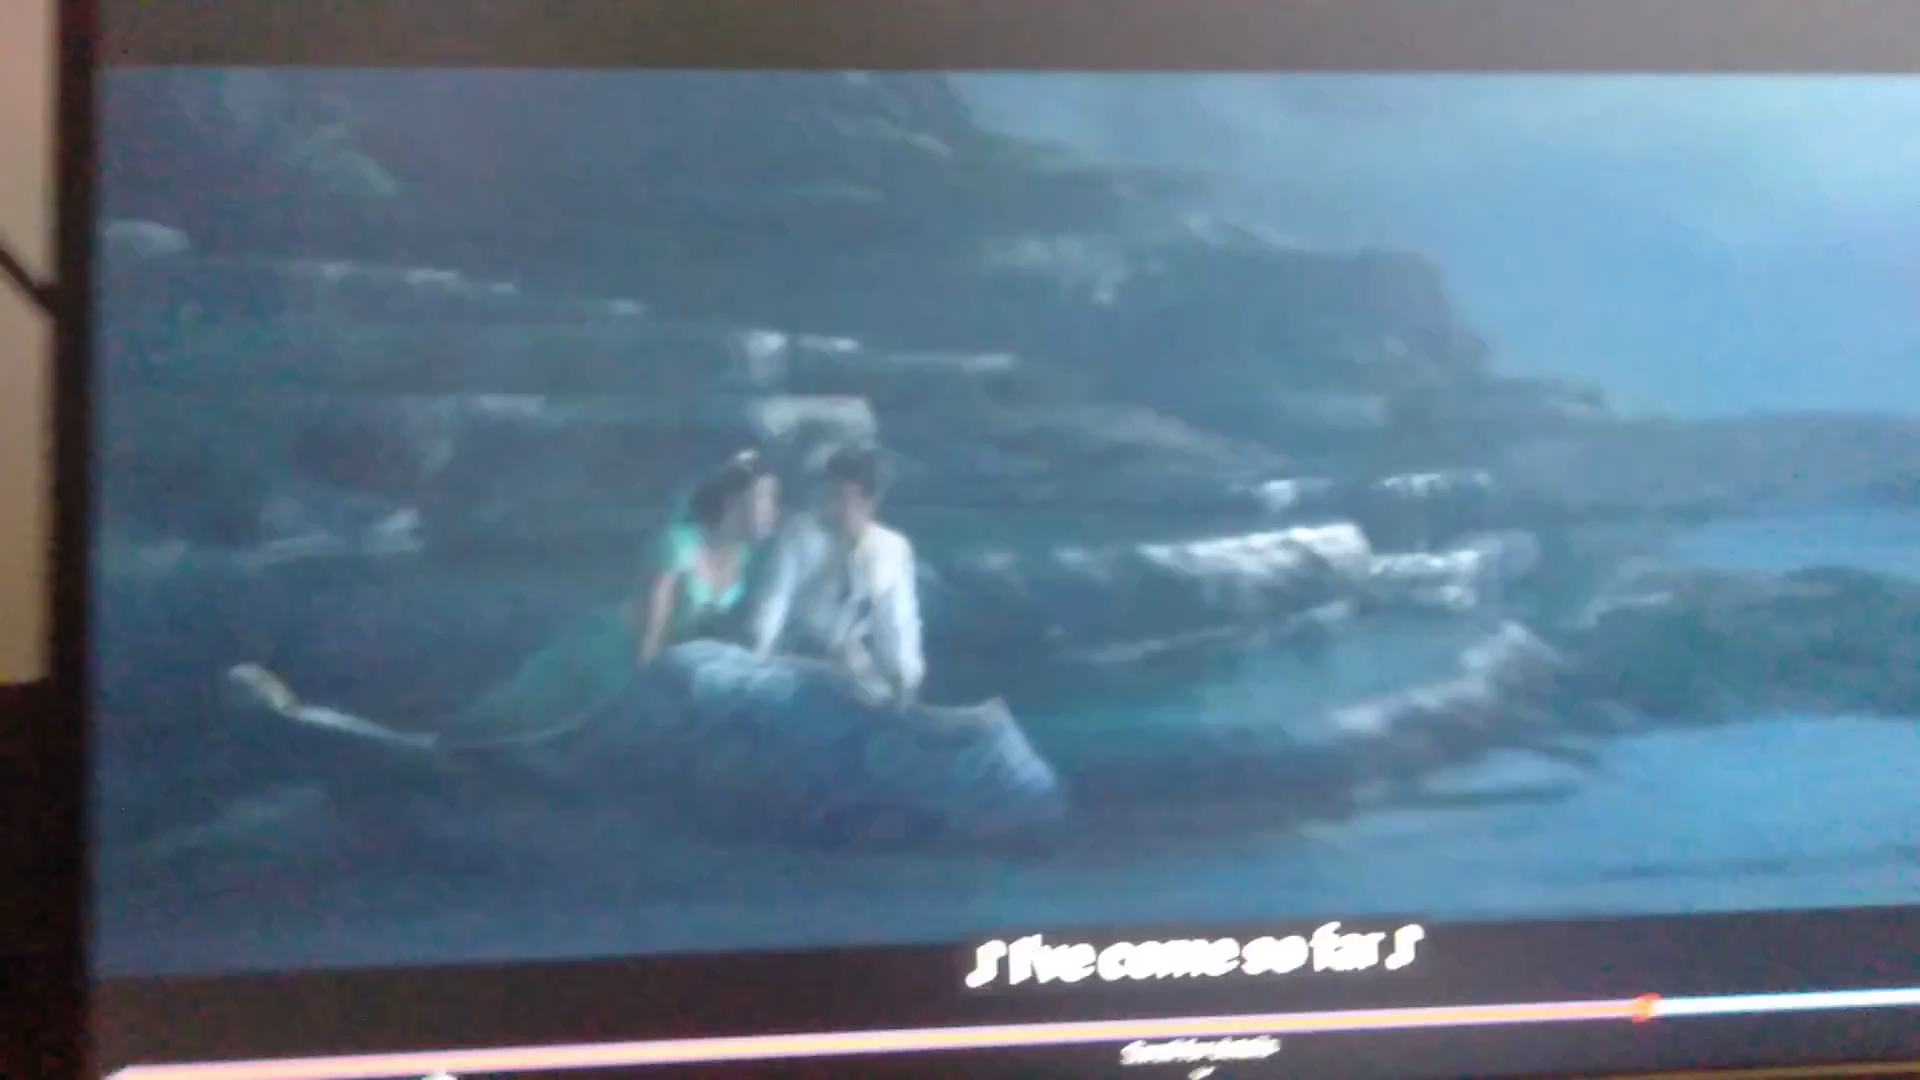 ♪ I've come so far ♪